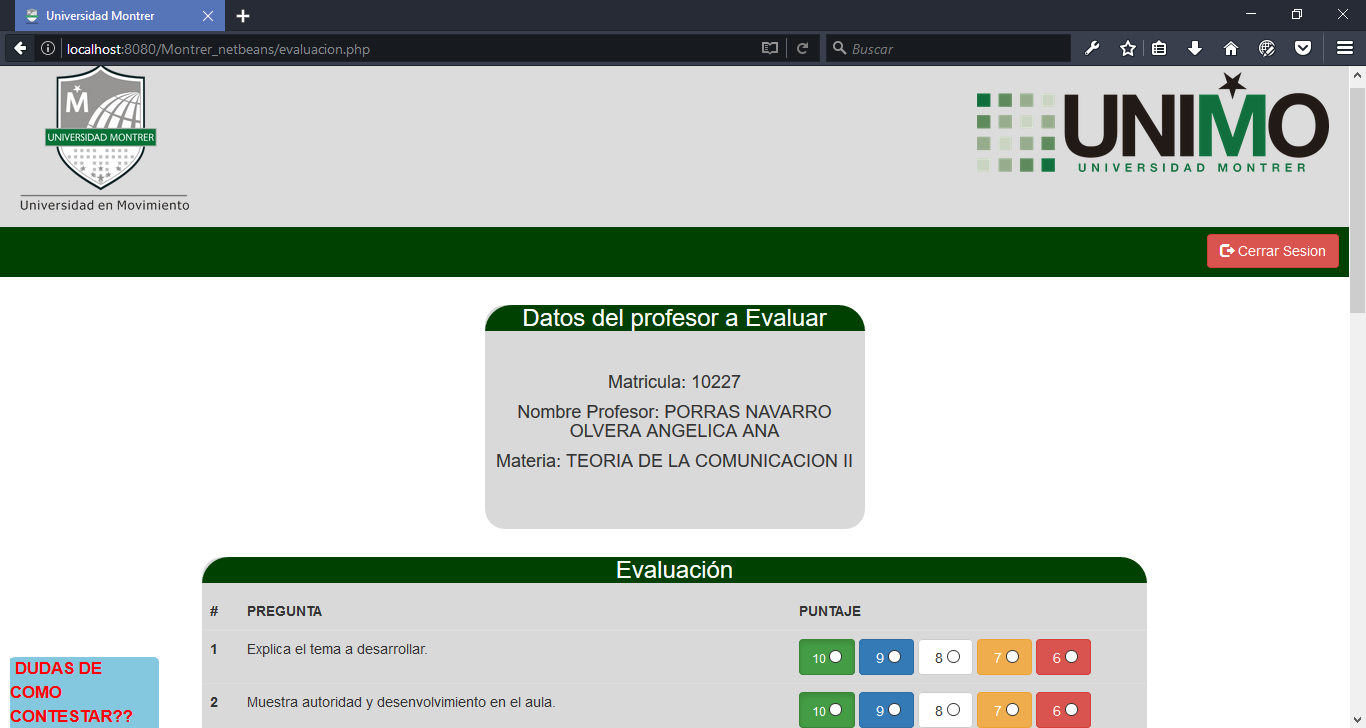 Universidad Montrer
localhost:8080/Montrer_netbeans/evaluacion.php
Buscar
M
UNIVERSIDAD MONTRER
Universidad en Movimiento
UNIMO
UNIVERSIDAD MONTRER
Cerrar Sesion
Datos del profesor a Evaluar
Matricula: 10227
Nombre Profesor: PORRAS NAVARRO
OLVERA ANGELICA ANA
Materia: TEORIA DE LA COMUNICACION II
Evaluación
# PREGUNTA PUNTAJE
1 Explica el tema a desarrollar. 10 9 8 7 6
2 Muestra autoridad y desenvolvimiento en el aula. 10 9 8 7 6
DUDAS DE
COMO
CONTESTAR??